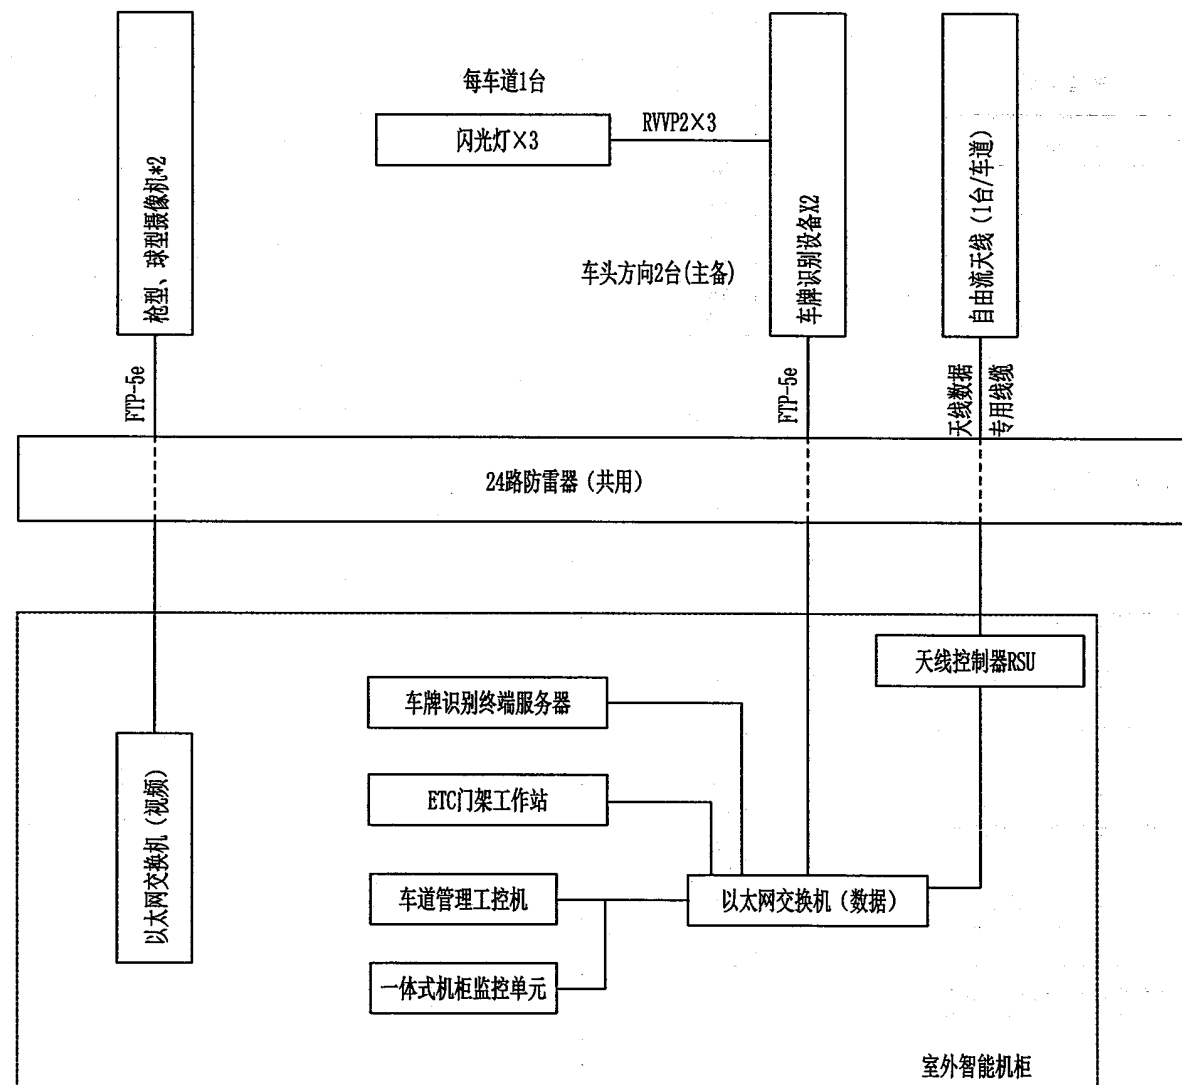 每车道1台
闪光灯×3
RVVP2×3
枪型、球型摄像机*2
车头方向2台(主备)
车牌识别设备X2
自由流天线（1台/车道）
FTP-5e
FTP-5e
天线数据
专用线缆
24路防雷器（共用）
天线控制器RSU
车牌识别终端服务器
ETC门架工作站
以太网交换机（视频）
车道管理工控机
以太网交换机（数据）
一体式机柜监控单元
室外智能机柜